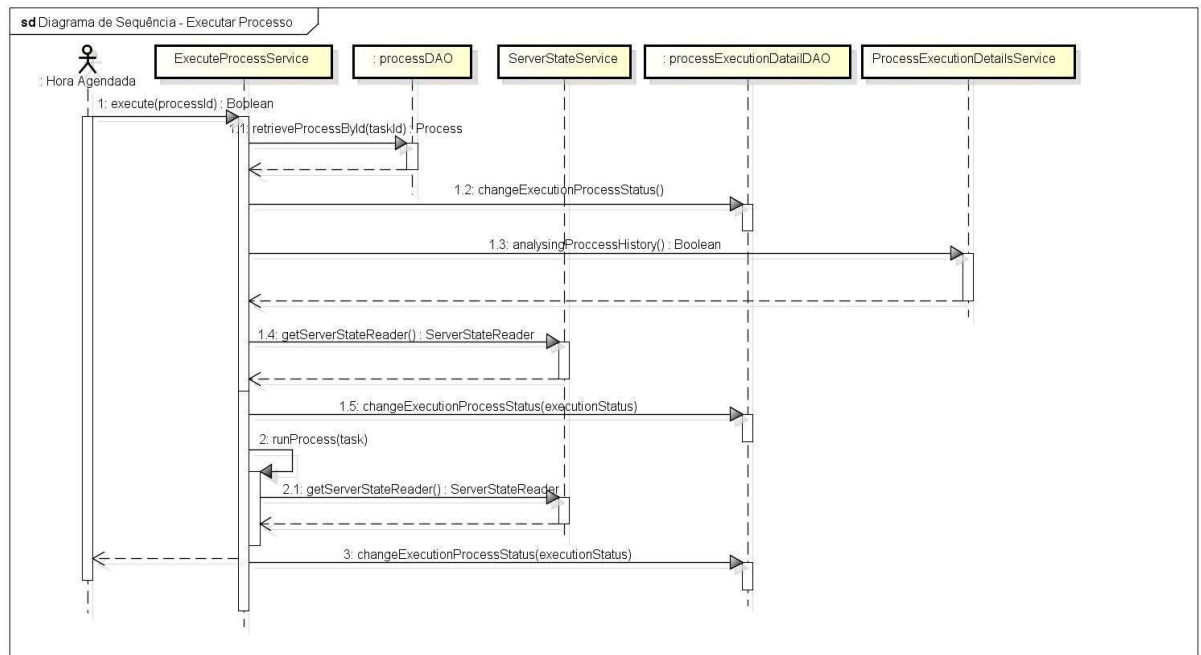 sd Diagrama de Sequência - Executar Processo
: Hora Agendada
ExecuteProcessService
: processDAO
ServerStateService
: processExecutionDatailDAO
ProcessExecutionDetailsService
1: execute(processId) : Boolean
1.1: retrieveProcessById(taskId) : Process
1.2: changeExecutionProcessStatus()
1.3: analysingProccessHistory() : Boolean
1.4: getServerStateReader() : ServerStateReader
1.5: changeExecutionProcessStatus(executionStatus)
2: runProcess(task)
2.1: getServerStateReader() : ServerStateReader
3: changeExecutionProcessStatus(executionStatus)